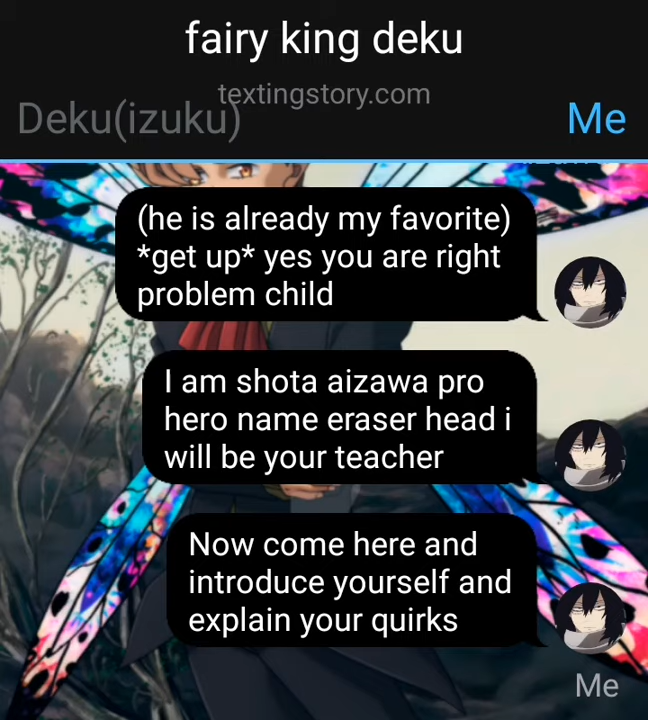 fairy king deku
textingstory.com
Deku(izuku)
Me
(he is already my favorite)
*get up* yes you are right
problem child
I am shota aizawa pro
hero name eraser head i
will be your teacher
Now come here and
introduce yourself and
explain your quirks
Me